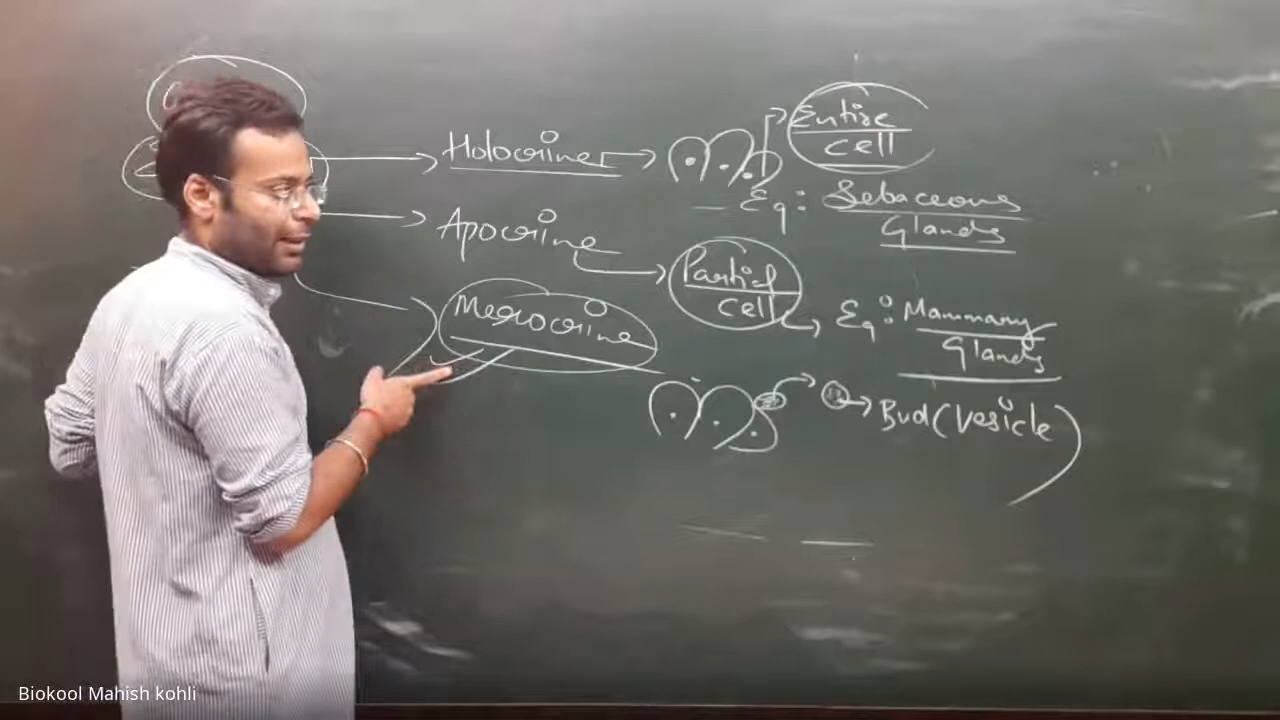 Holocrine
Entire
cell
Eg: Sebaceous
Glands
Apocrine
Partial
cell
Eg: Mammary
Glands
Merocrine
Bud (Vesicle)
Biokool Mahish kohli